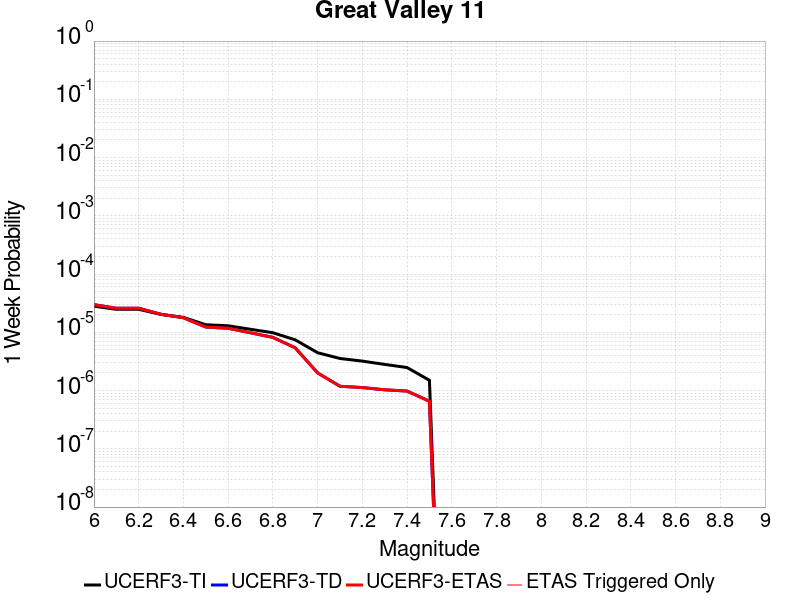 Great Valley 11
10^0
10^-1
10^-2
10^-3
10^-4
10^-5
10^-6
10^-7
10^-8
1 Week Probability
6 6.2 6.4 6.6 6.8 7 7.2 7.4 7.6 7.8 8 8.2 8.4 8.6 8.8 9
Magnitude
UCERF3-TI UCERF3-TD UCERF3-ETAS ETAS Triggered Only